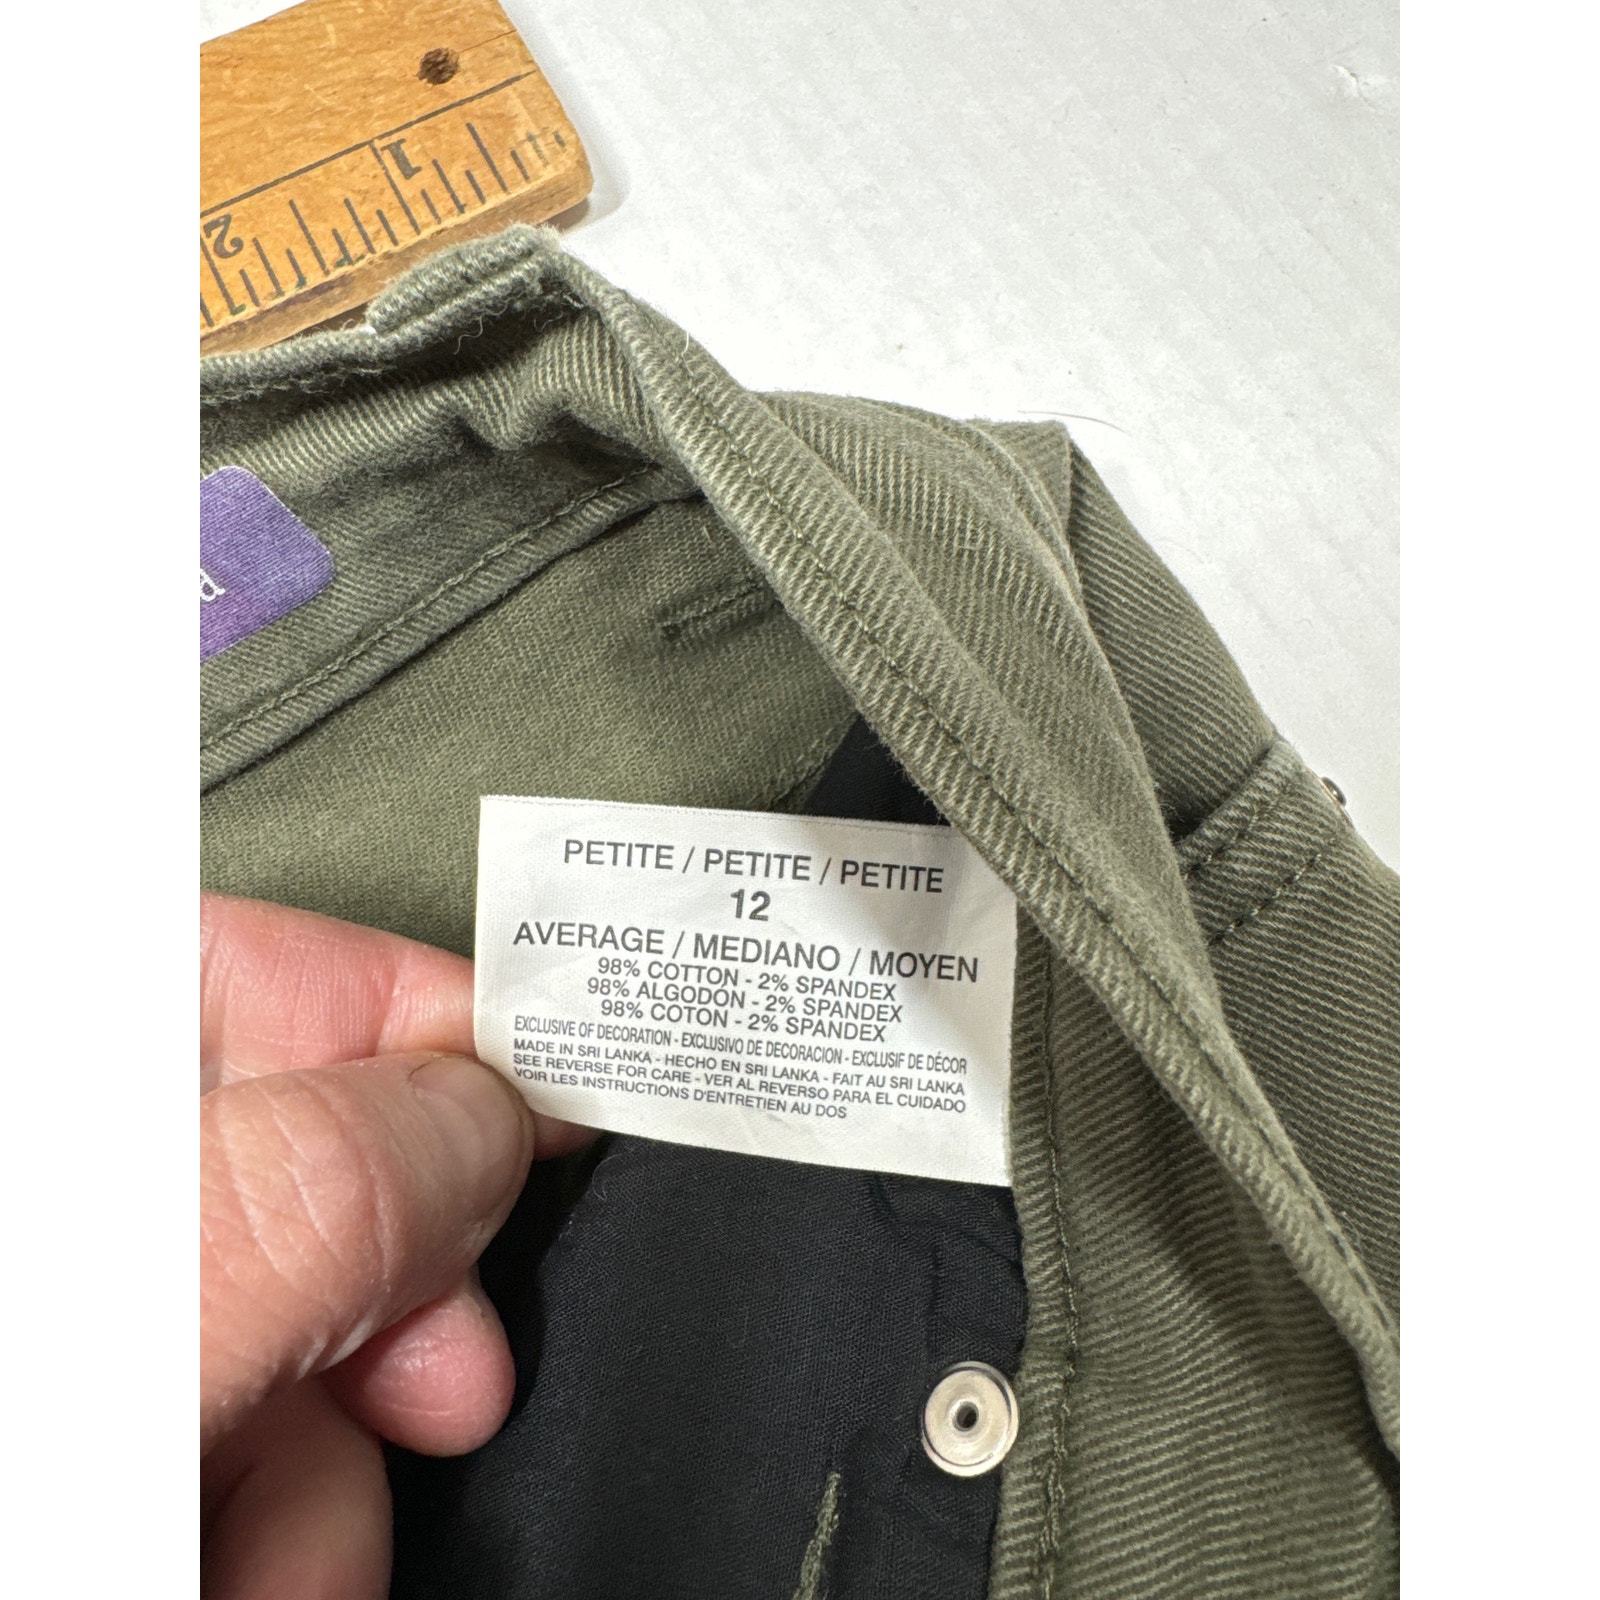 1
2
PETITE / PETITE / PETITE
12
AVERAGE / MEDIANO / MOYEN
98% COTTON - 2% SPANDEX
98% ALGODÓN - 2% SPANDEX
98% COTON - 2% SPANDEX
EXCLUSIVE OF DECORATION - EXCLUSIVO DE DECORACION - EXCLUSIF DE DÉCOR
MADE IN SRI LANKA - HECHO EN SRI LANKA - FAIT AU SRI LANKA
SEE REVERSE FOR CARE - VER AL REVERSO PARA EL CUIDADO
VOIR LES INSTRUCTIONS D'ENTRETIEN AU DOS